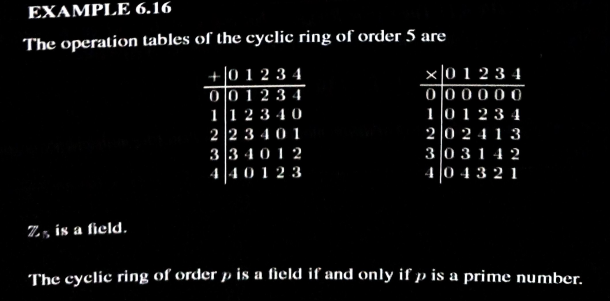 EXAMPLE 6.16
The operation tables of the cyclic ring of order 5 are
+ 0 1 2 3 4
0 0 1 2 3 4
1 1 2 3 4 0
2 2 3 4 0 1
3 3 4 0 1 2
4 4 0 1 2 3
× 0 1 2 3 4
0 0 0 0 0 0
1 0 1 2 3 4
2 0 2 4 1 3
3 0 3 1 4 2
4 0 4 3 2 1
ℤ₅ is a field.
The cyclic ring of order p is a field if and only if p is a prime number.